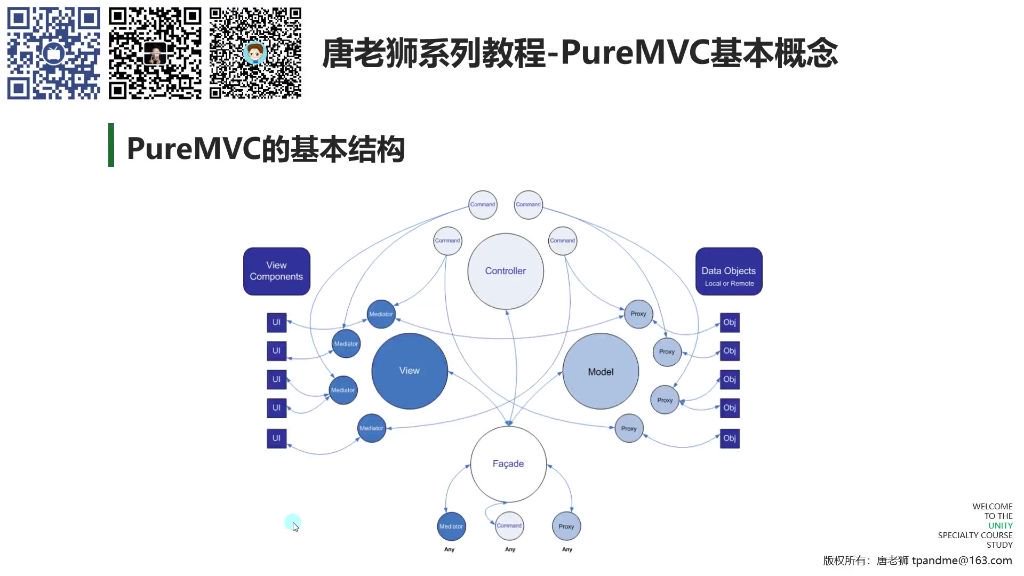 唐老狮系列教程-PureMVC基本概念
PureMVC的基本结构
Command
Command
Command
Command
Controller
View
Components
Data Objects
Local or Remote
Mediator
Proxy
UI
Obj
Mediator
Proxy
UI
Obj
View
Model
UI
Obj
Mediator
Proxy
UI
Obj
Mediator
Proxy
UI
Obj
Façade
Mediator
Command
Proxy
Any
Any
Any
WELCOME
TO THE
UNITY
SPECIALTY COURSE
STUDY
版权所有：唐老狮 tpandme@163.com